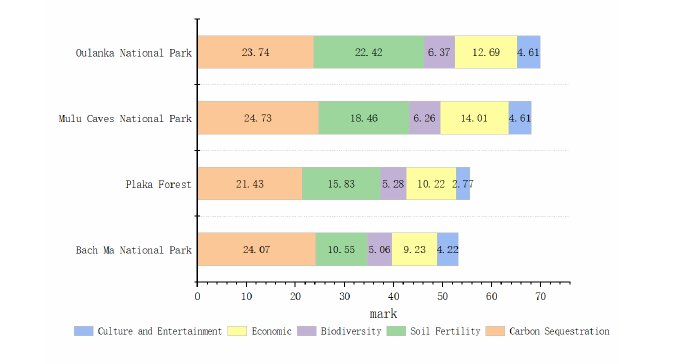 Oulanka National Park 23.74 22.42 6.37 12.69 4.61
Mulu Caves National Park 24.73 18.46 6.26 14.01 4.61
Plaka Forest 21.43 15.83 5.28 10.22 2.77
Bach Ma National Park 24.07 10.55 5.06 9.23 4.22
0 10 20 30 40 50 60 70
mark
Culture and Entertainment Economic Biodiversity Soil Fertility Carbon Sequestration